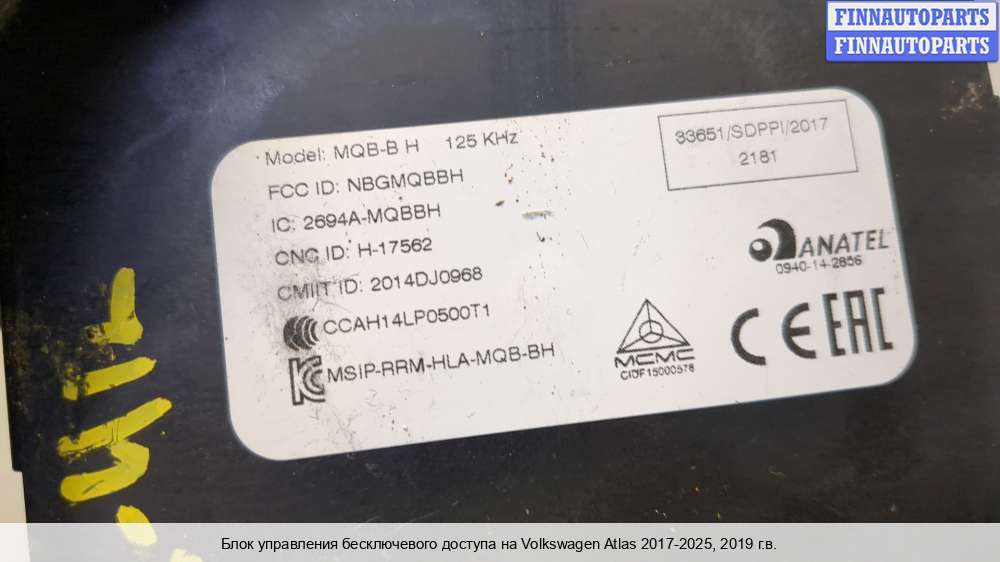 FINNAUTOPARTS
FINNAUTOPARTS
Model: MQB-B H 125 KHz
FCC ID: NBGMQBBH
IC: 2694A-MQBBH
CNC ID: H-17562
CMIIT ID: 2014DJ0968
CCAH14LP0500T1
MSIP-RRM-HLA-MQB-BH
33651/SDPPI/2017
2181
ANATEL
0940-14-2856
MCMC
CIDF15000578
CE EAC
Блок управления бесключевого доступа на Volkswagen Atlas 2017-2025, 2019 г.в.